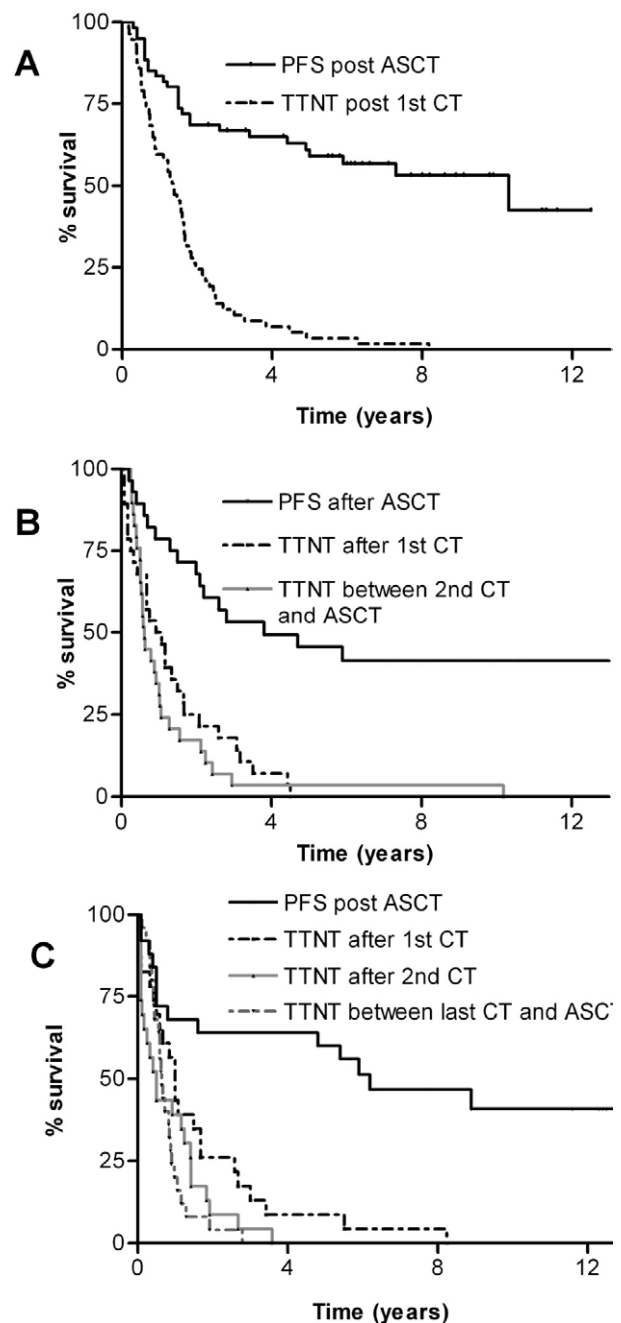 A
PFS post ASCT
TTNT post 1st CT
100
75
50
25
0
% survival
0 4 8 12
Time (years)
B
PFS after ASCT
TTNT after 1st CT
TTNT between 2nd CT
and ASCT
100
75
50
25
0
% survival
0 4 8 12
Time (years)
C
PFS post ASCT
TTNT after 1st CT
TTNT after 2nd CT
TTNT between last CT and ASCT
100
75
50
25
0
% survival
0 4 8 12
Time (years)